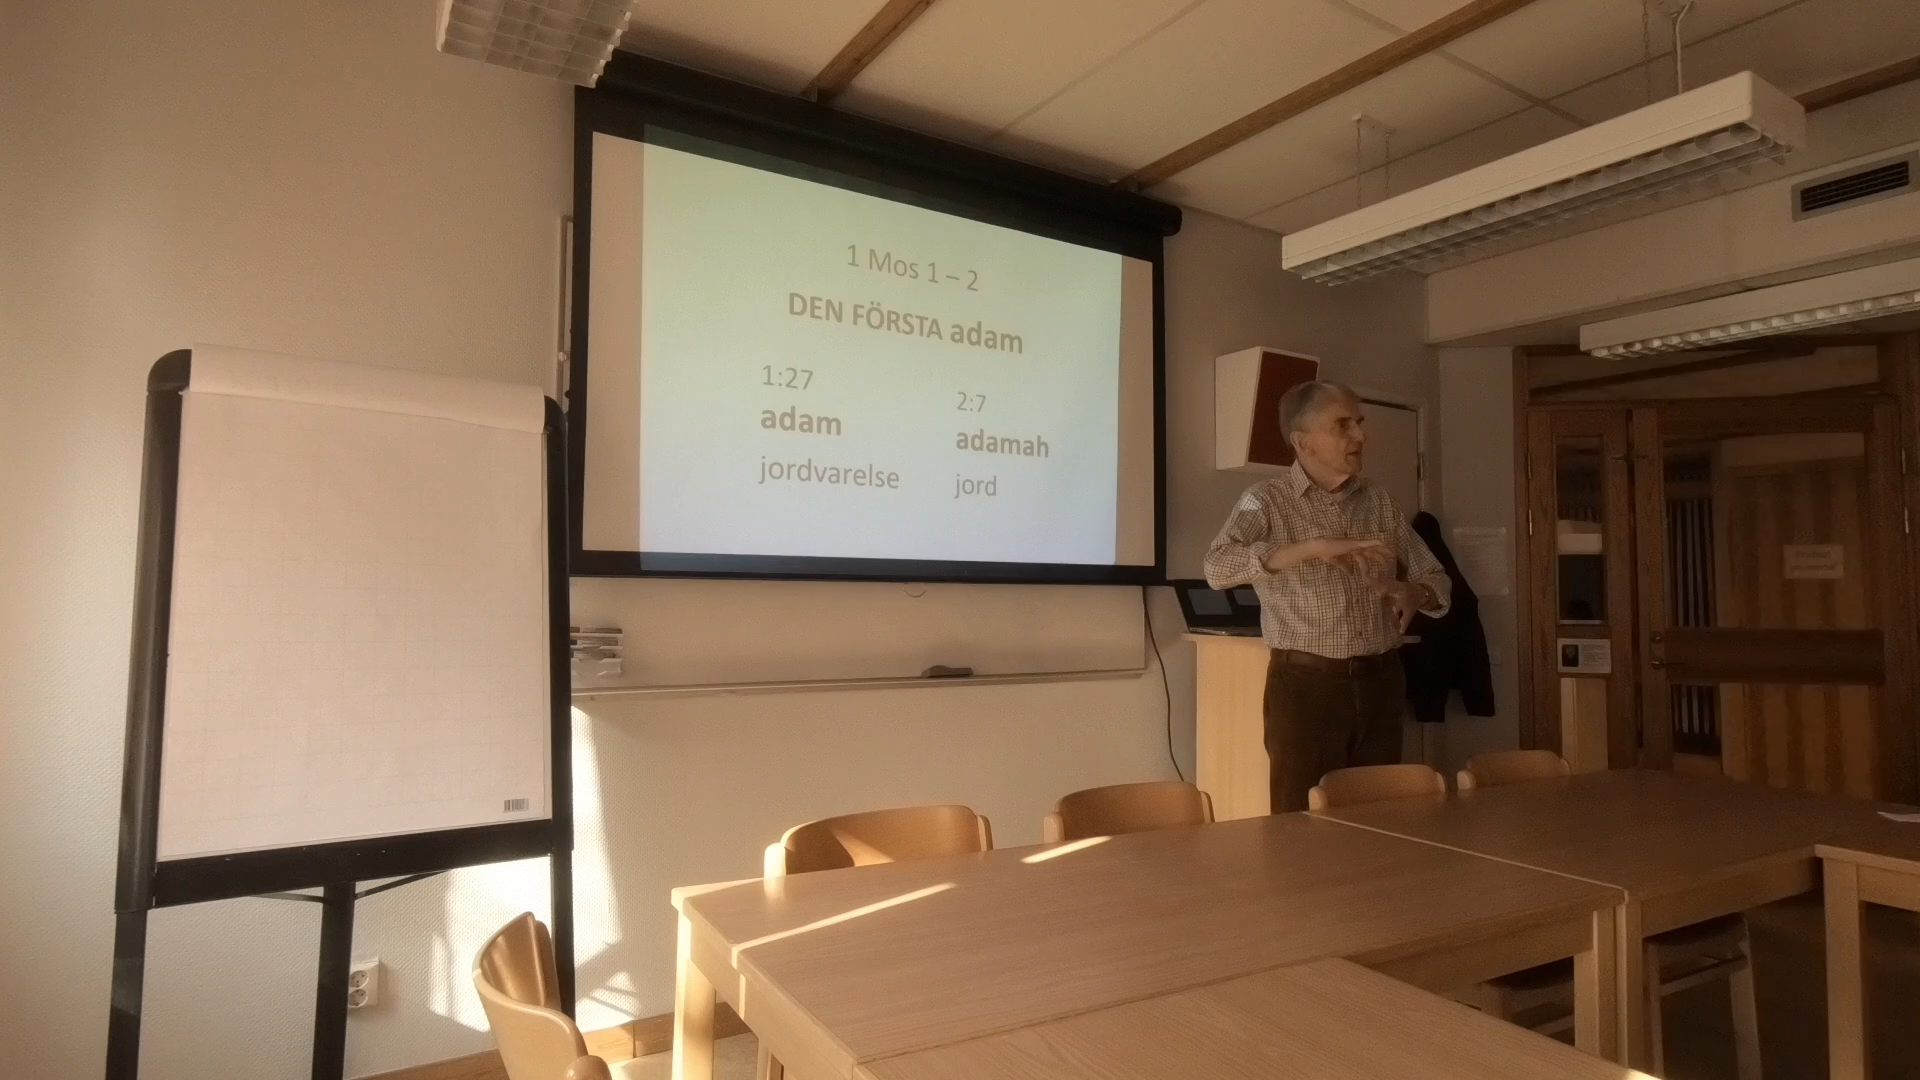 1 Mos 1 – 2
DEN FÖRSTA adam
1:27
adam
jordvarelse
2:7
adamah
jord